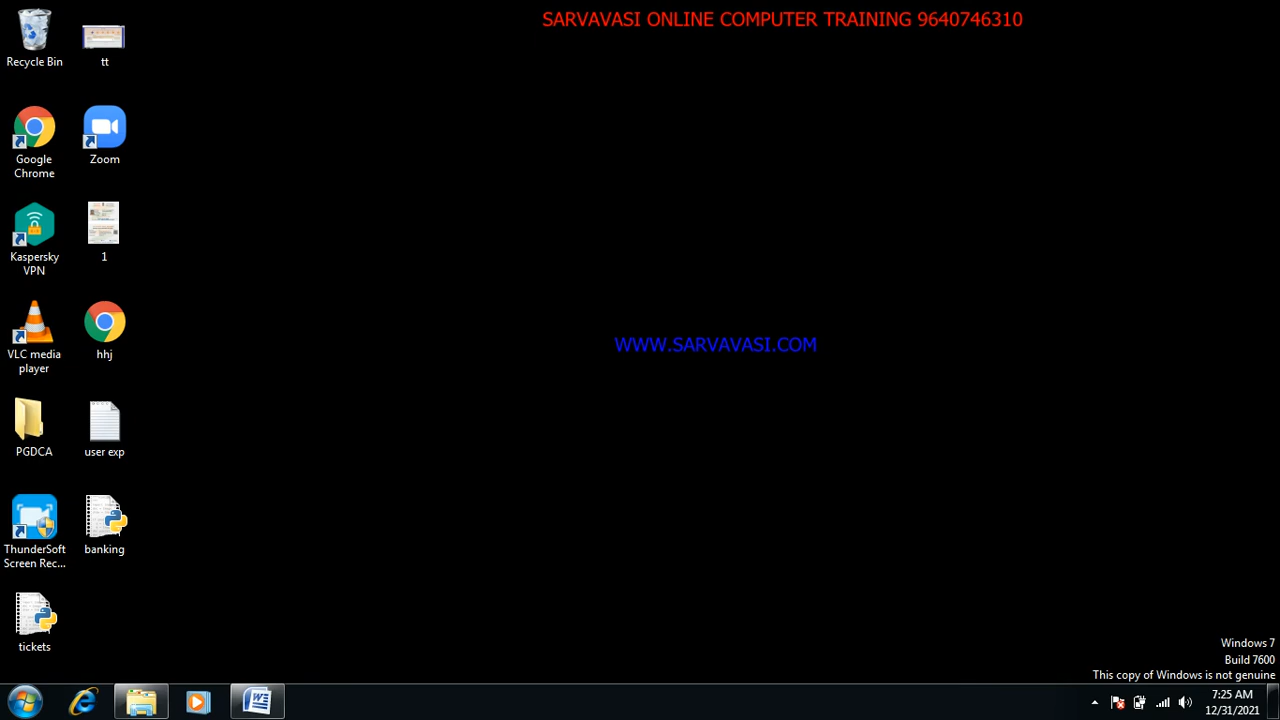 SARVAVASI ONLINE COMPUTER TRAINING 9640746310
Recycle Bin
tt
Google
Chrome
Zoom
Kaspersky
VPN
1
VLC media
player
hhj
WWW.SARVAVASI.COM
PGDCA
user exp
ThunderSoft
Screen Rec...
banking
tickets
Windows 7
Build 7600
This copy of Windows is not genuine
7:25 AM
12/31/2021